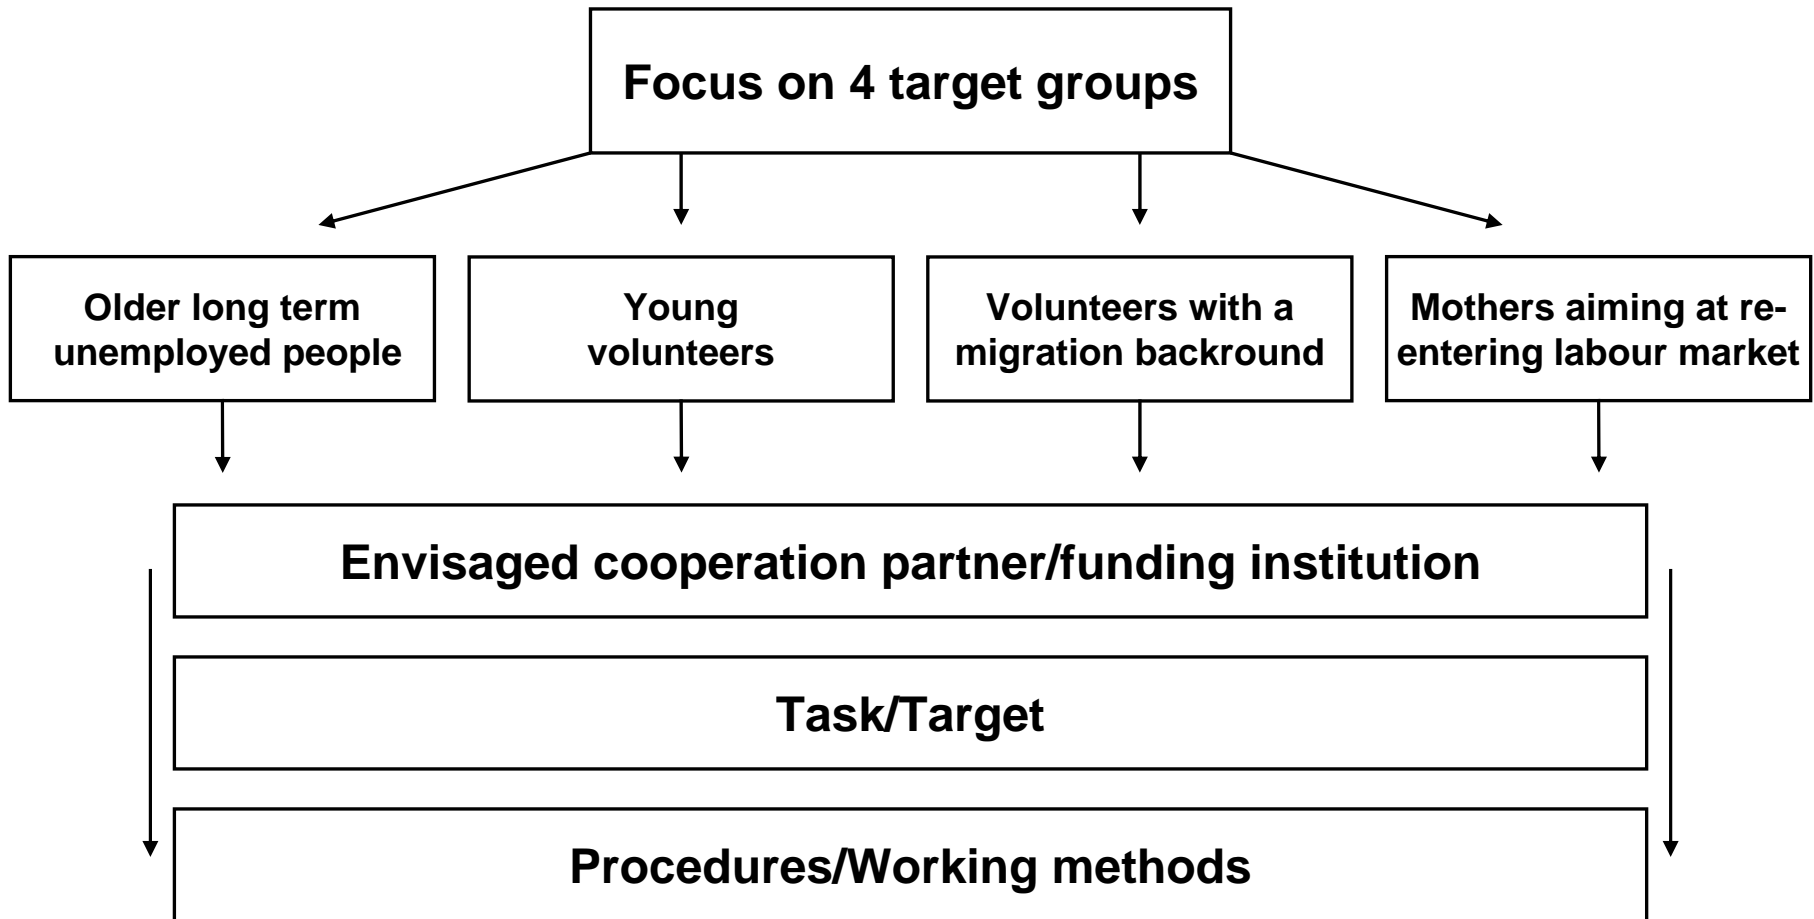 Focus on 4 target groups
Older long term
unemployed people
Young
volunteers
Volunteers with a
migration backround
Mothers aiming at re-
entering labour market
Envisaged cooperation partner/funding institution
Task/Target
Procedures/Working methods